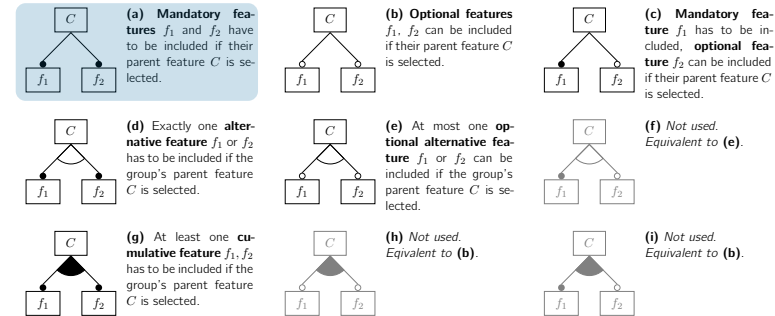 C
f1
f2
(a) Mandatory fea-
tures f1 and f2 have
to be included if their
parent feature C is se-
lected.
C
f1
f2
(b) Optional features
f1, f2 can be included
if their parent feature C
is selected.
C
f1
f2
(c) Mandatory
feature f1 has to be in-
cluded, optional fea-
ture f2 can be included
if their parent feature C
is selected.
C
f1
f2
(d) Exactly one alter-
native feature f1 or f2
has to be included if the
group's parent feature
C is selected.
C
f1
f2
(e) At most one op-
tional alternative fea-
ture f1 or f2 can be
included if the group's
parent feature C is se-
lected.
C
f1
f2
(f) Not used.
Equivalent to (e).
C
f1
f2
(g) At least one cu-
mulative feature f1, f2
has to be included if the
group's parent feature
C is selected.
C
f1
f2
(h) Not used.
Eqivalent to (b).
C
f1
f2
(i) Not used.
Equivalent to (b).